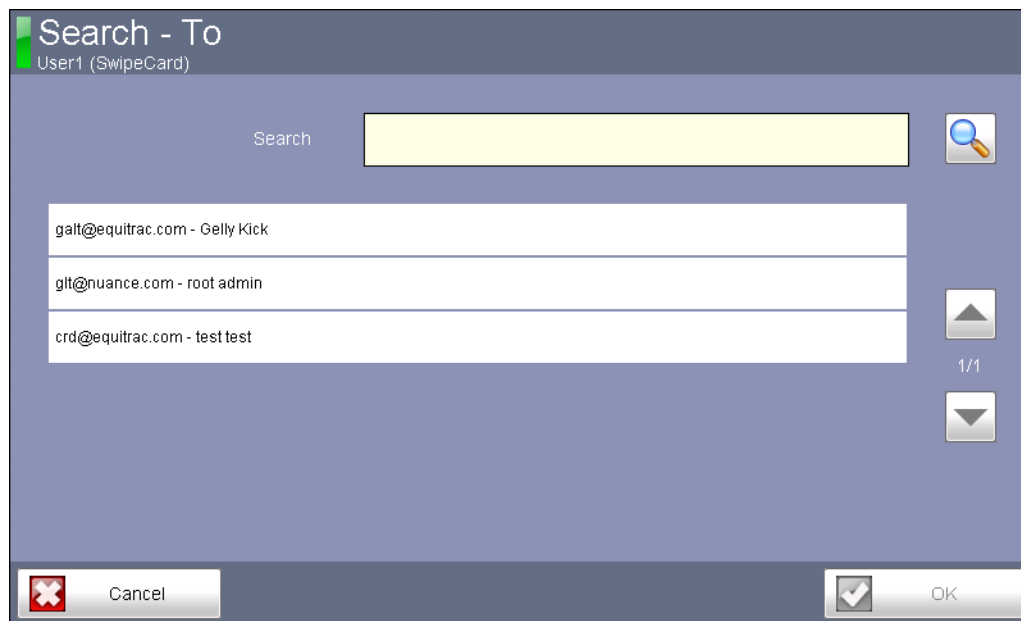 Search - To
User1 (SwipeCard)
Search
galt@equitrac.com - Gelly Kick
glt@nuance.com - root admin
crd@equitrac.com - test test
1/1
Cancel
OK